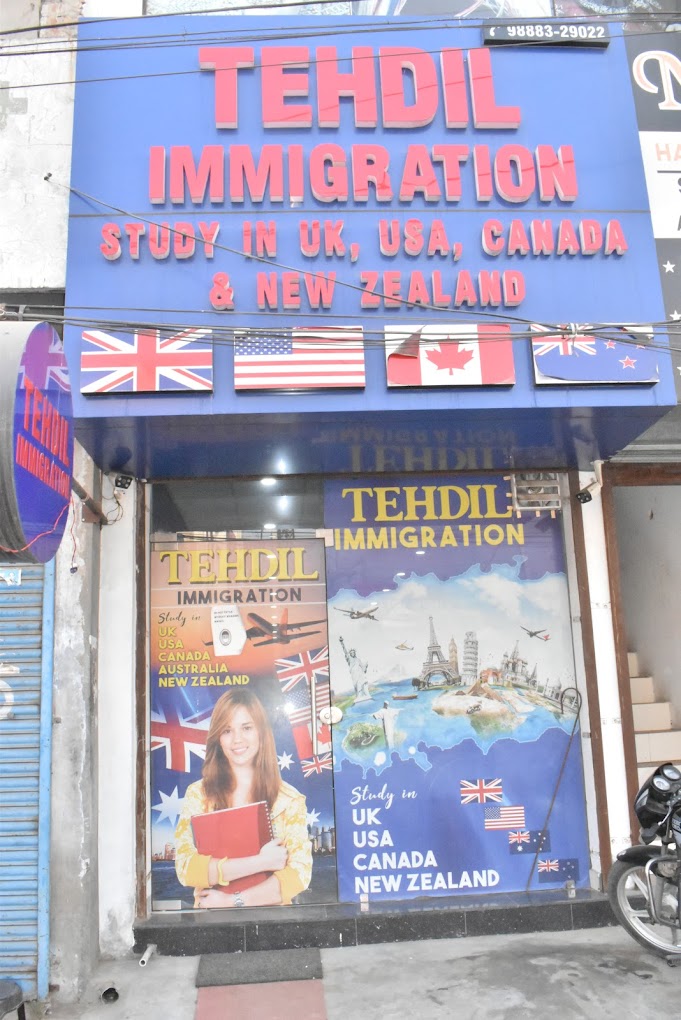 98883-29022
TEHDIL
IMMIGRATION
STUDY IN UK, USA, CANADA
& NEW ZEALAND
TEHDIL
IMMIGRATION
TEHDIL
IMMIGRATION
Study in
UK
USA
CANADA
AUSTRALIA
NEW ZEALAND
TEHDIL
IMMIGRATION
Study in
UK
USA
CANADA
NEW ZEALAND
HA